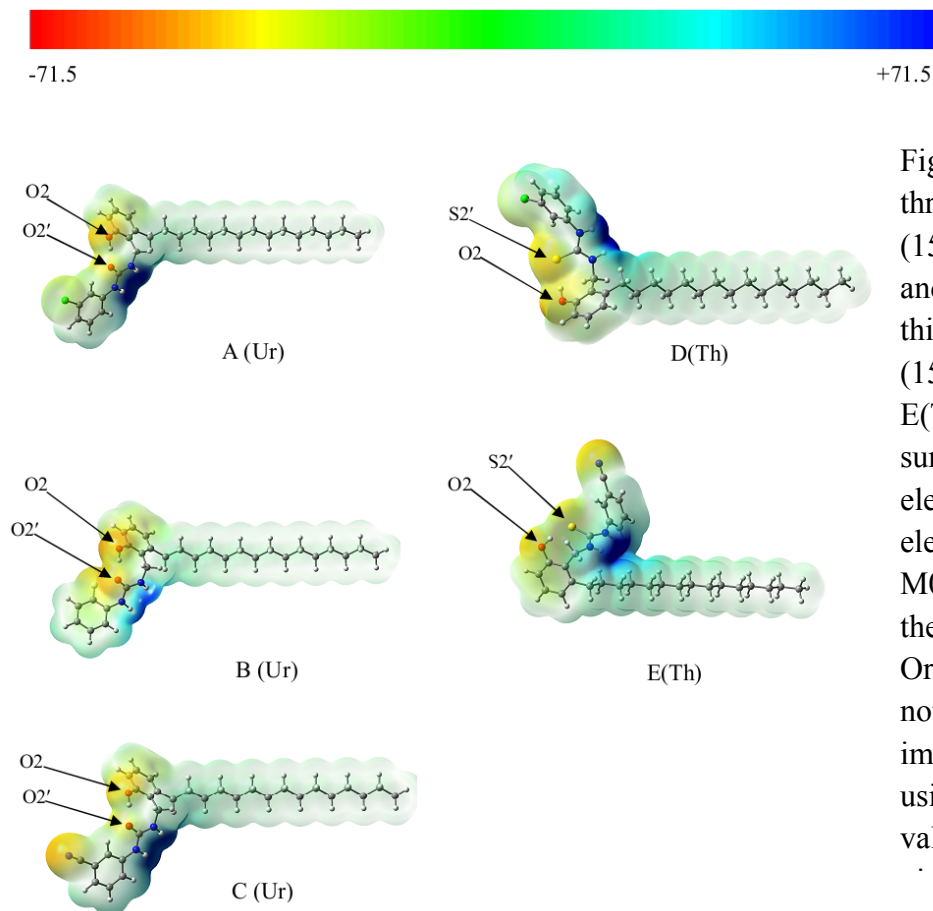 -71.5
+71.5
O2
O2′
A (Ur)
S2′
O2
D(Th)
O2
O2′
B (Ur)
S2′
O2
E(Th)
O2
O2′
C (Ur)
Fig
thr
(15
and
thi
(15
E(
sur
ele
ele
M0
the
Or
no
im
usi
val